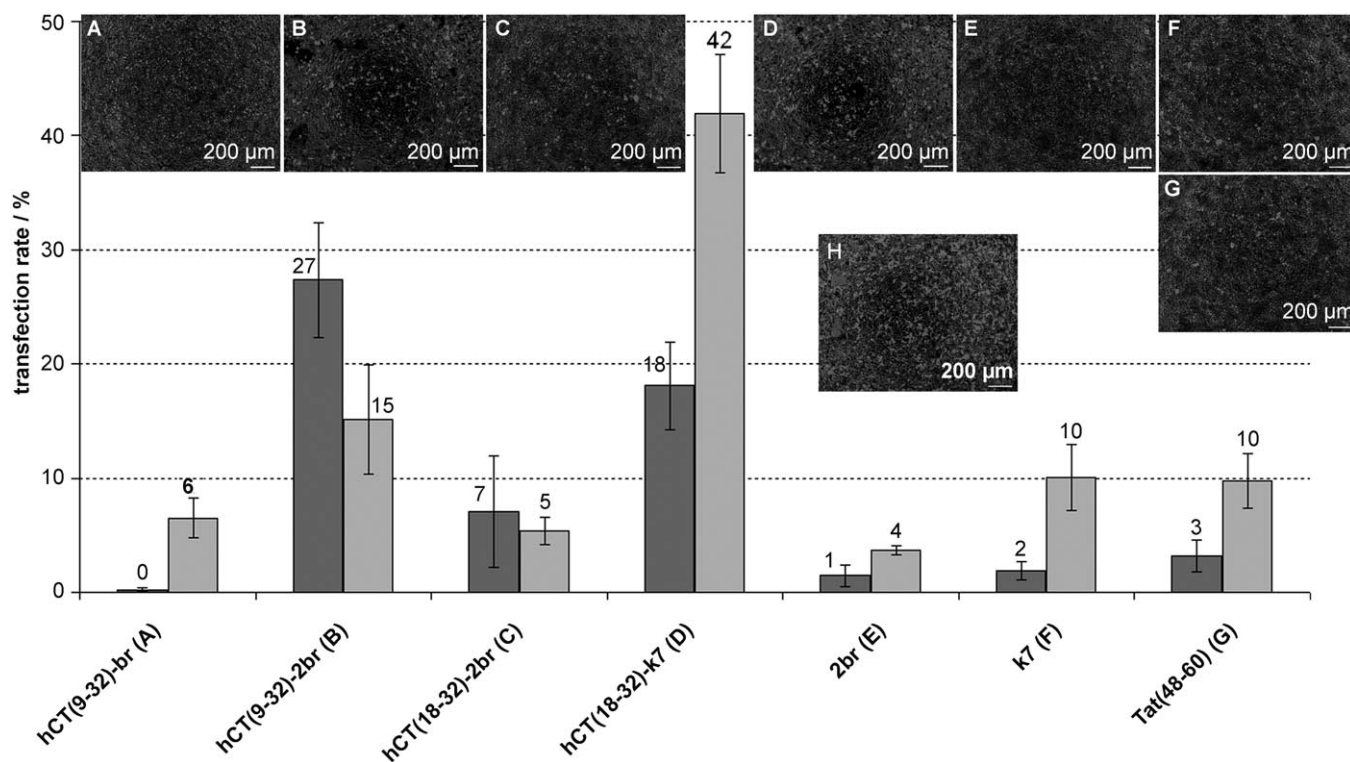 50
40
30
20
10
0
transfection rate / %
A
200 µm
B
200 µm
C
200 µm
42
D
200 µm
E
200 µm
F
200 µm
G
200 µm
H
200 µm
0
6
27
15
7
5
18
1
4
2
10
3
10
hCT(9-32)-br (A)
hCT(9-32)-2br (B)
hCT(18-32)-2br (C)
hCT(18-32)-k7 (D)
2br (E)
k7 (F)
Tat(48-60) (G)